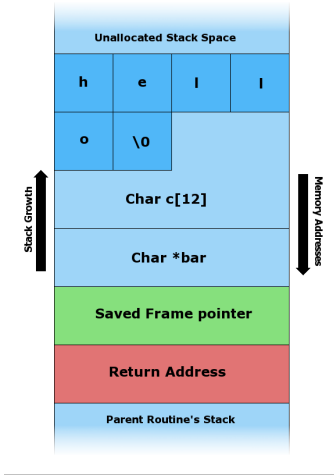 Unallocated Stack Space
h e l l
o \0
Char c[12]
Char *bar
Saved Frame pointer
Return Address
Parent Routine's Stack
Stack Growth
Memory Addresses